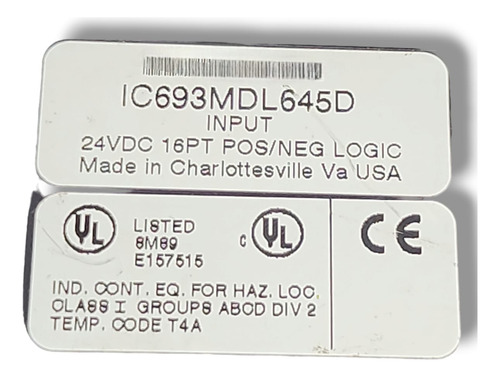 IC693MDL645D
INPUT
24VDC 16PT POS/NEG LOGIC
Made in Charlottesville Va USA
UL LISTED C UL CE
8M89
E157515
IND. CONT. EQ. FOR HAZ. LOC.
CLASS I GROUPS ABCD DIV 2
TEMP. CODE T4A